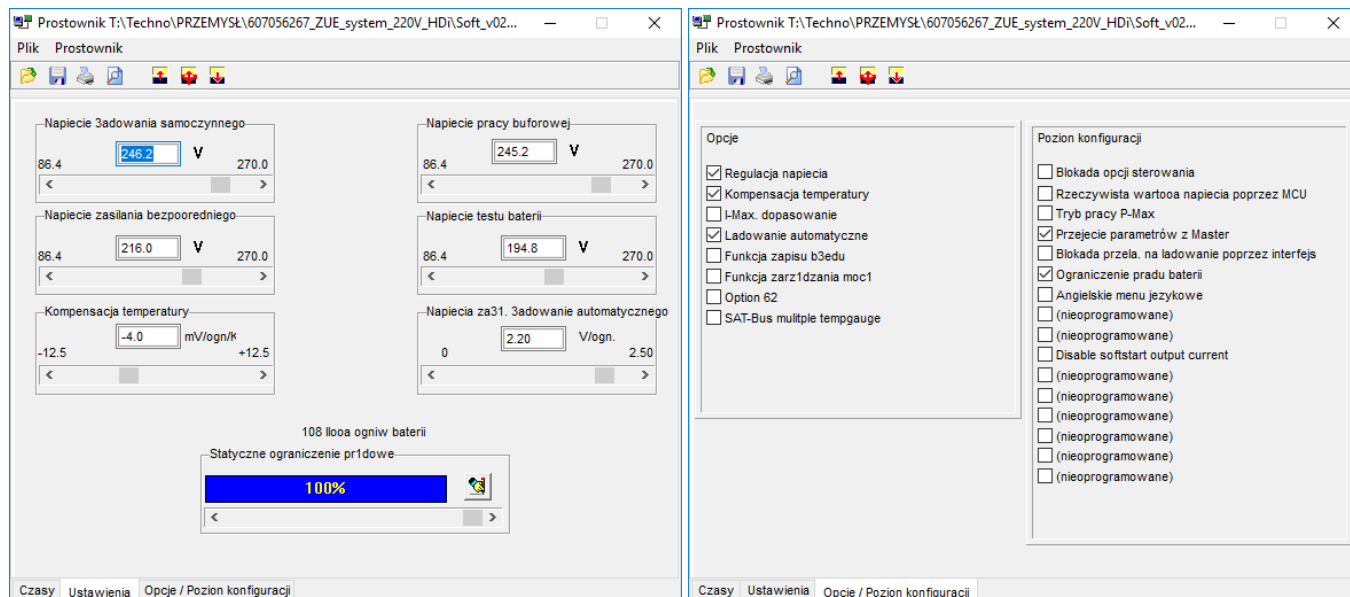 Prostownik T:\Techno\PRZEMYSŁ\607056267_ZUE_system_220V_HDi\Soft_v02...
Plik Prostownik
Napiecie 3adowania samoczynnego
246.2 V
86.4 270.0
Napiecie pracy buforowej
245.2 V
86.4 270.0
Napiecie zasilania bezpooredniego
216.0 V
86.4 270.0
Napiecie testu baterii
194.8 V
86.4 270.0
Kompensacja temperatury
-4.0 mV/ogn/K
-12.5 +12.5
Napiecia za31. 3adowanie automatycznego
2.20 V/ogn.
0 2.50
108 Ilooa ogniw baterii
Statyczne ograniczenie pr1dowe
100%
Czasy Ustawienia Opcje / Pozion konfiguracji
Prostownik T:\Techno\PRZEMYSŁ\607056267_ZUE_system_220V_HDi\Soft_v02...
Plik Prostownik
Opcje
Regulacja napiecia
Kompensacja temperatury
I-Max. dopasowanie
Ladowanie automatyczne
Funkcja zapisu b3edu
Funkcja zarz1dzania moc1
Option 62
SAT-Bus mulitple tempgauge
Pozion konfiguracji
Blokada opcji sterowania
Rzeczywista wartooa napiecia poprzez MCU
Tryb pracy P-Max
Przejecie parametrów z Master
Blokada przela. na ladowanie poprzez interfejs
Ograniczenie pradu baterii
Angielskie menu jezykowe
(nieoprogramowane)
(nieoprogramowane)
Disable softstart output current
(nieoprogramowane)
(nieoprogramowane)
(nieoprogramowane)
(nieoprogramowane)
(nieoprogramowane)
(nieoprogramowane)
Czasy Ustawienia Opcje / Pozion konfiguracji